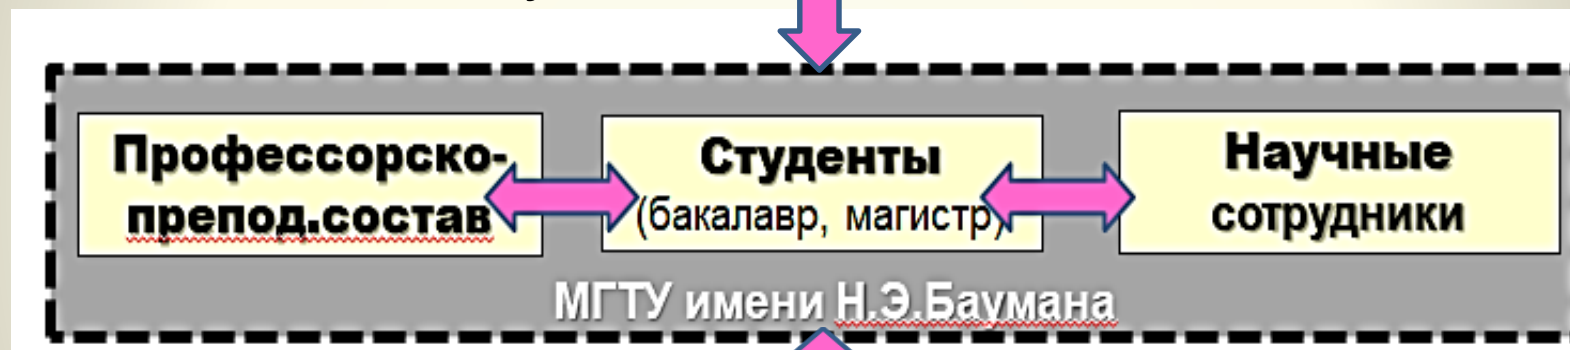 Профессорско-
препод.состав
Студенты
(бакалавр, магистр)
Научные
сотрудники
МГТУ имени Н.Э.Баумана